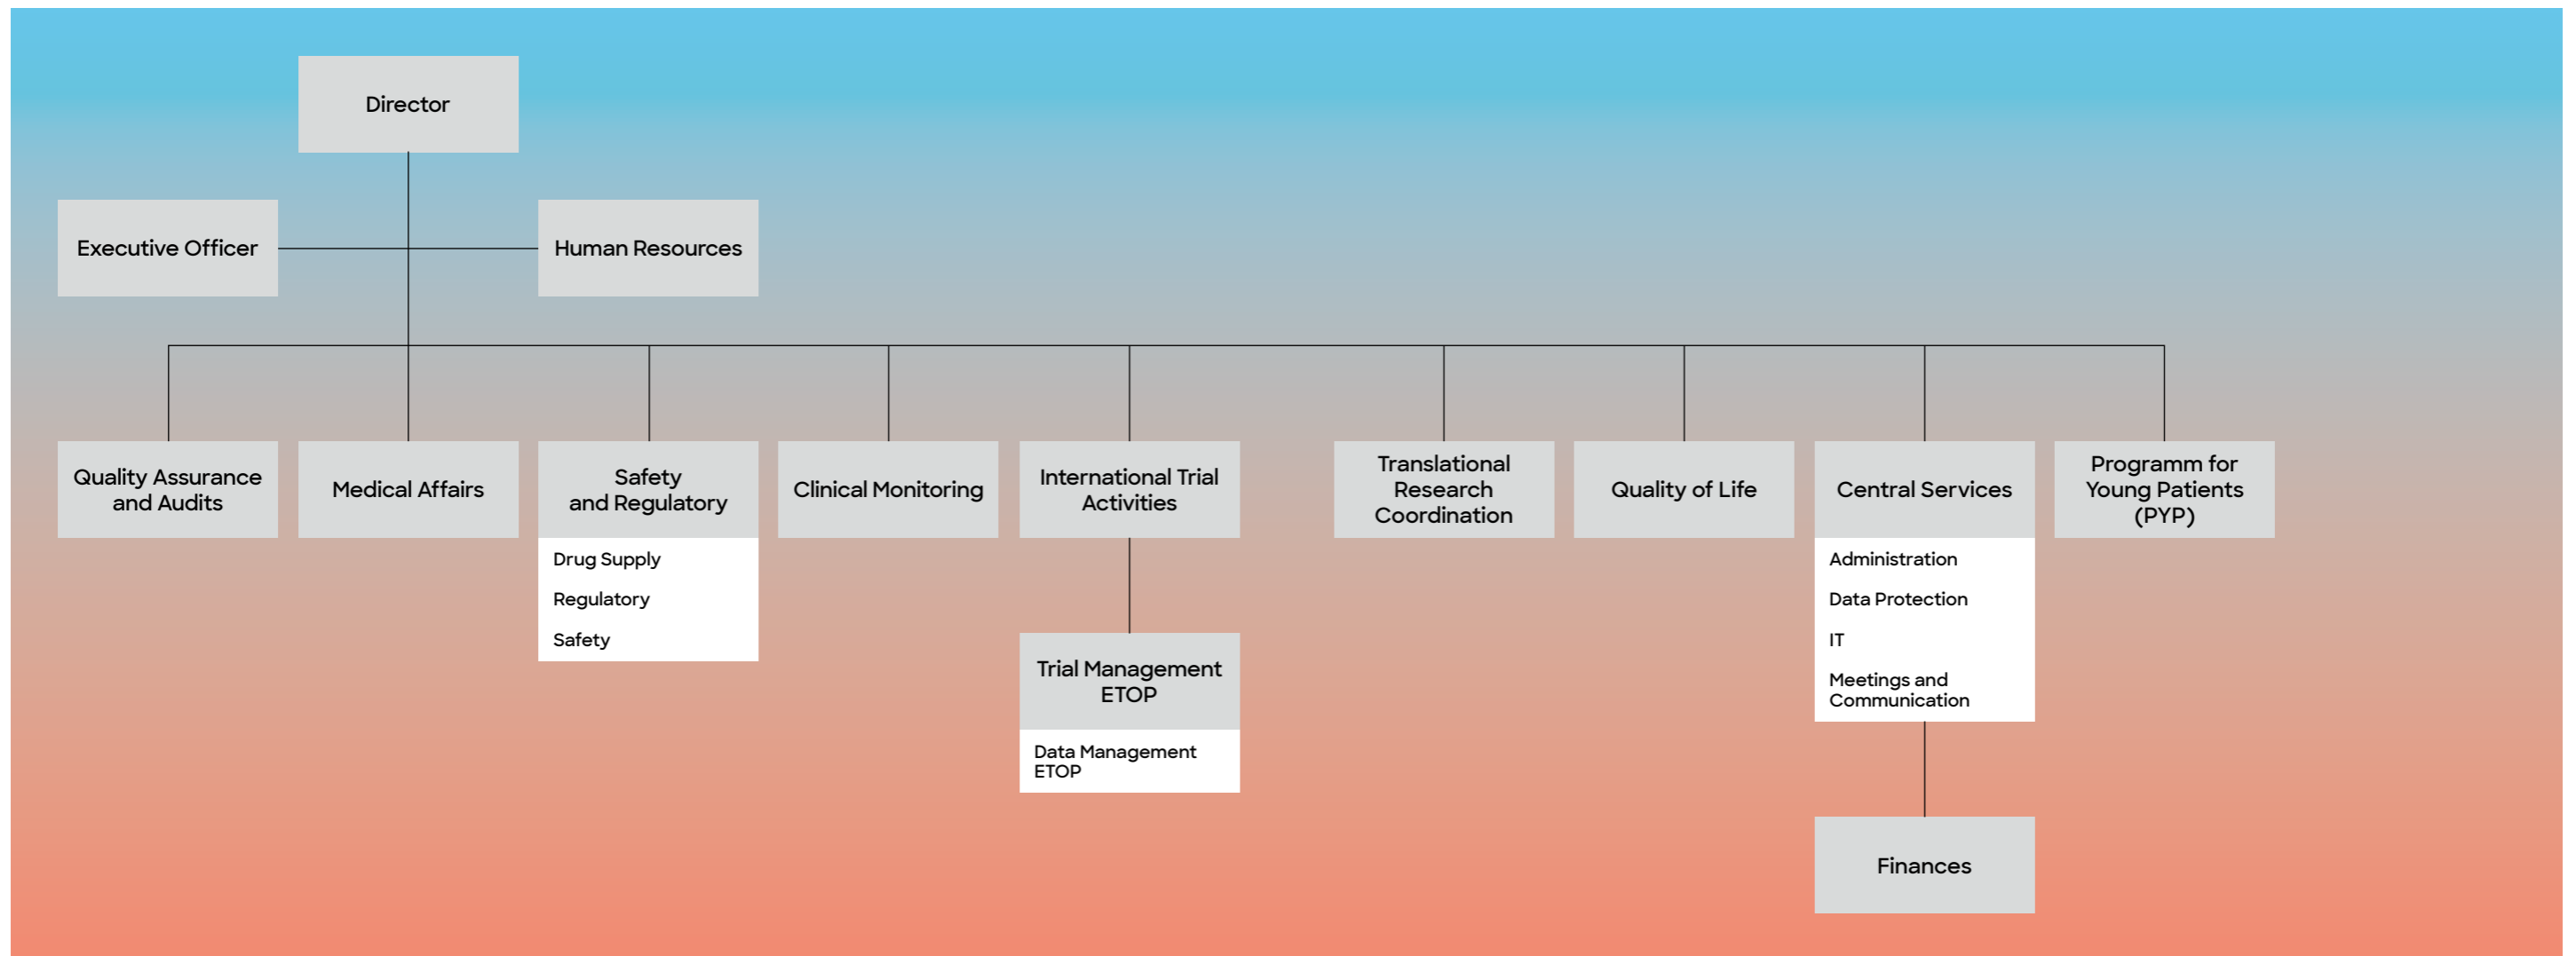 Director
Executive Officer
Human Resources
Quality Assurance
and Audits
Medical Affairs
Safety
and Regulatory
Drug Supply
Regulatory
Safety
Clinical Monitoring
International Trial
Activities
Trial Management
ETOP
Data Management
ETOP
Translational
Research
Coordination
Quality of Life
Central Services
Administration
Data Protection
IT
Meetings and
Communication
Finances
Programm for
Young Patients
(PYP)